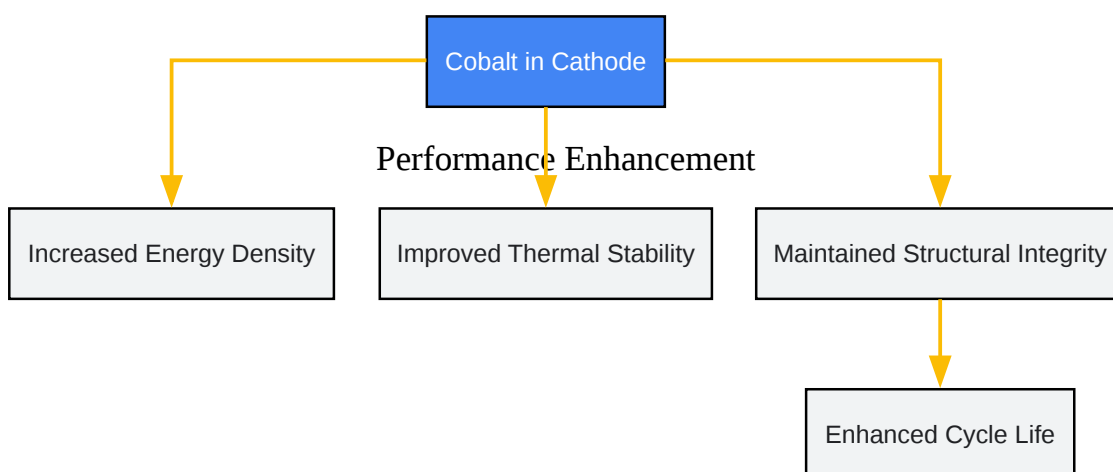 Cobalt in Cathode
Performance Enhancement
Increased Energy Density
Improved Thermal Stability
Maintained Structural Integrity
Enhanced Cycle Life